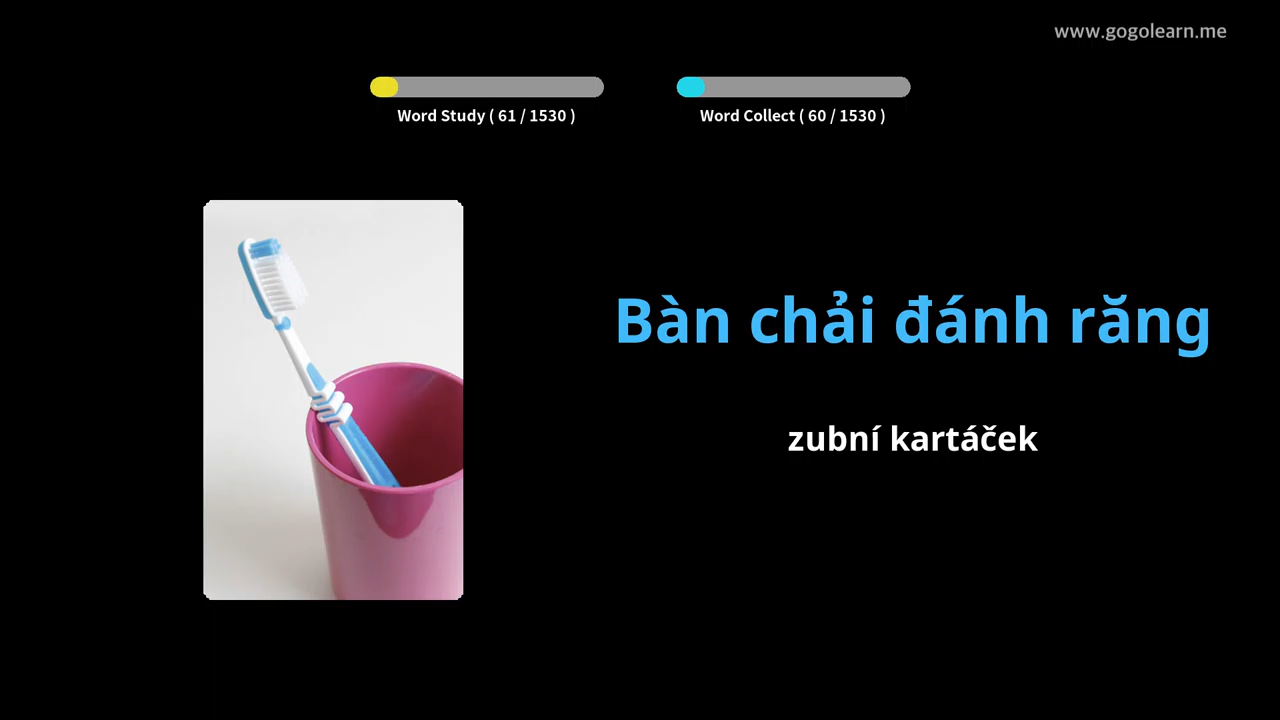 www.gogolearn.me
Word Study ( 61 / 1530 )
Word Collect ( 60 / 1530 )
Bàn chải đánh răng
zubní kartáček